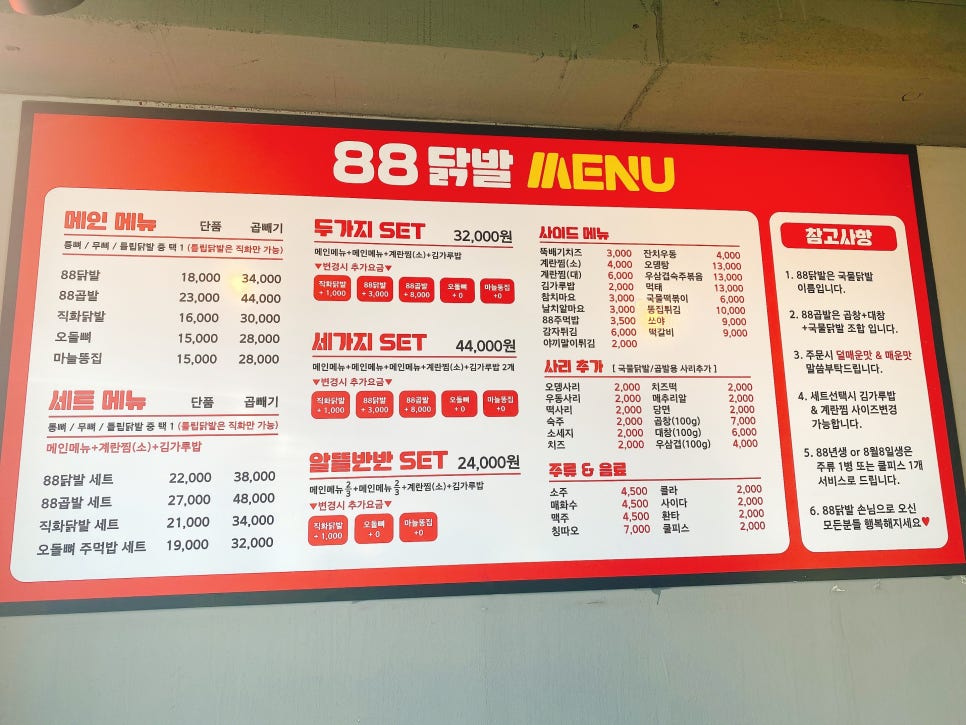 88 닭발 MENU
메인 메뉴 단품 곱빼기
통뼈 / 무뼈 / 튤립닭발 중 택 1 (튤립닭발은 직화만 가능)
88닭발 18,000 34,000
88곱발 23,000 44,000
직화닭발 16,000 30,000
오돌뼈 15,000 28,000
마늘똥집 15,000 28,000
세트 메뉴 단품 곱빼기
통뼈 / 무뼈 / 튤립닭발 중 택 1 (튤립닭발은 직화만 가능)
메인메뉴+계란찜(소)+김가루밥
88닭발 세트 22,000 38,000
88곱발 세트 27,000 48,000
직화닭발 세트 21,000 34,000
오돌뼈 주먹밥 세트 19,000 32,000
두가지 SET 32,000원
메인메뉴+메인메뉴+계란찜(소)+김가루밥
▼변경시 추가요금▼
직화닭발 88닭발 88곱발 오돌뼈 마늘똥집
+ 1,000 + 3,000 + 8,000 + 0 +0
세가지 SET 44,000원
메인메뉴+메인메뉴+메인메뉴+계란찜(소)+김가루밥 2개
▼변경시 추가요금▼
직화닭발 88닭발 88곱발 오돌뼈 마늘똥집
+ 1,000 + 3,000 + 8,000 + 0 +0
알뜰반반 SET 24,000원
메인메뉴 2/3+메인메뉴 2/3+계란찜(소)+김가루밥
▼변경시 추가요금▼
직화닭발 오돌뼈 마늘똥집
+ 1,000 + 0 +0
사이드 메뉴
뚝배기치즈 3,000 잔치우동 4,000
계란찜(소) 4,000 오뎅탕 13,000
계란찜(대) 6,000 우삼겹숙주볶음 13,000
김가루밥 2,000 먹태 13,000
참치마요 3,000 국물떡볶이 6,000
날치알마요 3,000 똥집튀김 10,000
88주먹밥 3,500 쏘야 9,000
감자튀김 6,000 떡갈비 9,000
야끼말이튀김 2,000
사리 추가 [ 국물닭발/곱발용 사리추가 ]
오뎅사리 2,000 치즈떡 2,000
우동사리 2,000 메추리알 2,000
떡사리 2,000 당면 2,000
숙주 2,000 곱창(100g) 7,000
소세지 2,000 대창(100g) 6,000
치즈 2,000 우삼겹(100g) 4,000
주류 & 음료
소주 4,500 콜라 2,000
매화수 4,500 사이다 2,000
맥주 4,500 환타 2,000
칭따오 7,000 쿨피스 2,000
참고사항
1. 88닭발은 국물닭발
이름입니다.
2. 88곱발은 곱창+대창
+국물닭발 조합 입니다.
3. 주문시 덜매운맛 & 매운맛
말씀부탁드립니다.
4. 세트선택시 김가루밥
& 계란찜 사이즈변경
가능합니다.
5. 88년생 or 8월8일생은
주류 1병 또는 쿨피스 1개
서비스로 드립니다.
6. 88닭발 손님으로 오신
모든분들 행복해지세요♥